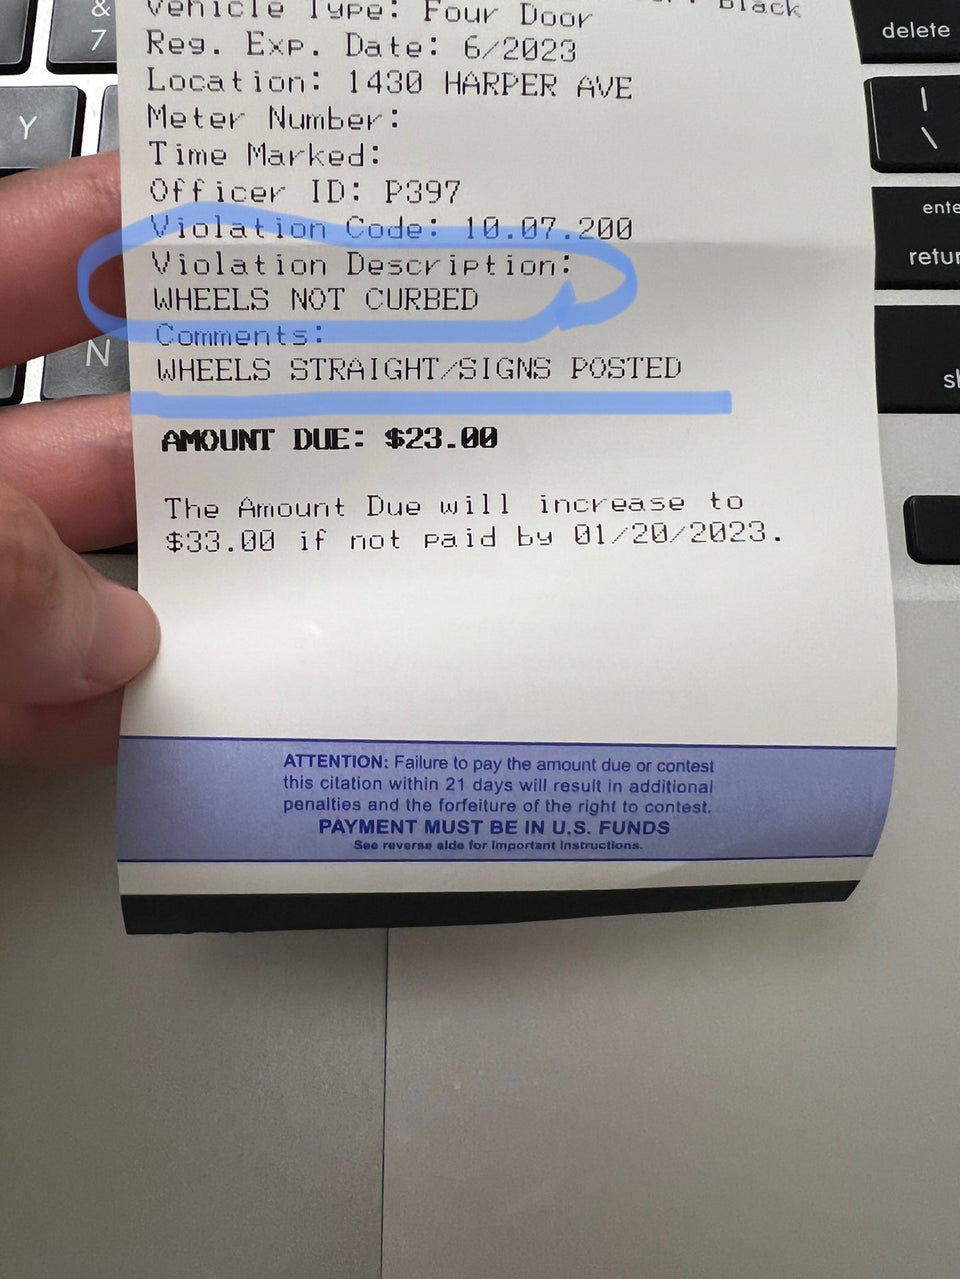 Vehicle Type: Four Door
Black
Reg. Exp. Date: 6/2023
Location: 1430 HARPER AVE
Meter Number:
Time Marked:
Officer ID: P397
Violation Code: 10.07.200
Violation Description:
WHEELS NOT CURBED
Comments:
WHEELS STRAIGHT/SIGNS POSTED
AMOUNT DUE: $23.00
The Amount Due will increase to
$33.00 if not paid by 01/20/2023.
ATTENTION: Failure to pay the amount due or contest
this citation within 21 days will result in additional
penalties and the forfeiture of the right to contest.
PAYMENT MUST BE IN U.S. FUNDS
See reverse side for important instructions.
&
7
Y
N
delete
|
\